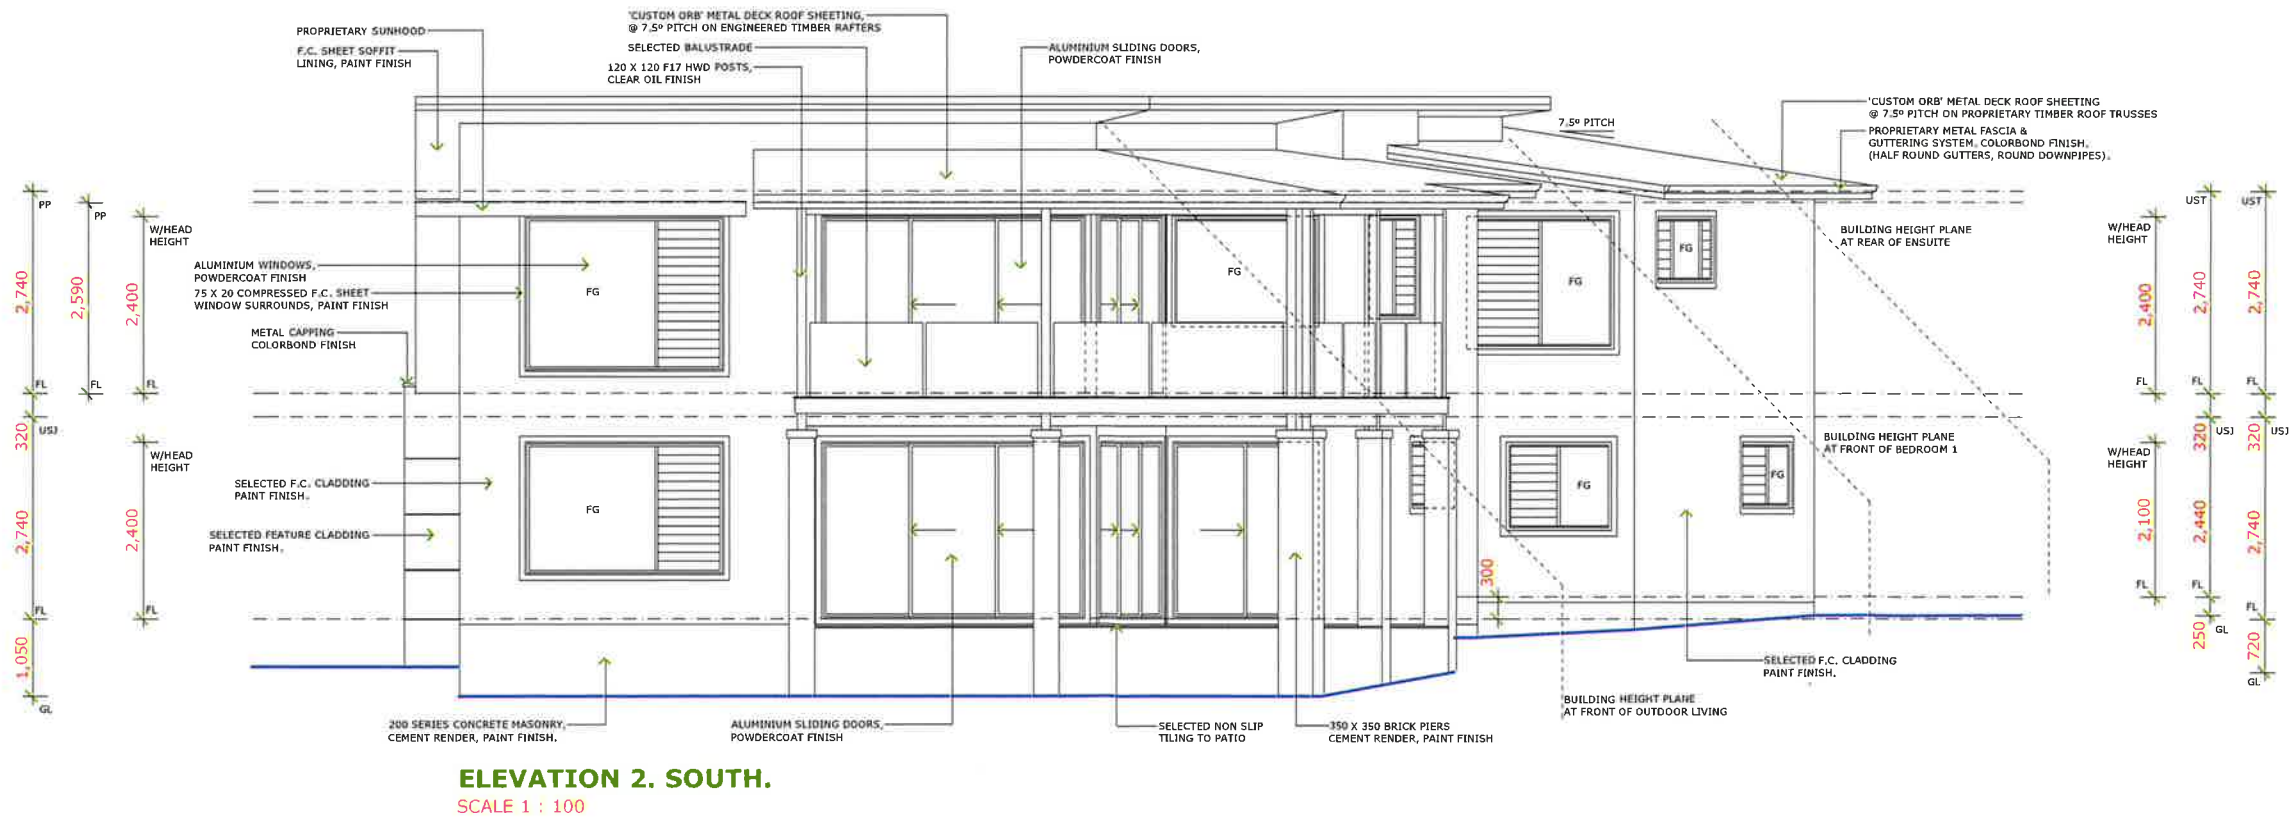 'CUSTOM ORB' METAL DECK ROOF SHEETING,
@ 7.5º PITCH ON ENGINEERED TIMBER RAFTERS
PROPRIETARY SUNHOOD
F.C. SHEET SOFFIT
LINING, PAINT FINISH
SELECTED BALUSTRADE
120 X 120 F17 HWD POSTS,
CLEAR OIL FINISH
ALUMINIUM SLIDING DOORS,
POWDERCOAT FINISH
'CUSTOM ORB' METAL DECK ROOF SHEETING
@ 7.5º PITCH ON PROPRIETARY TIMBER ROOF TRUSSES
PROPRIETARY METAL FASCIA &
GUTTERING SYSTEM. COLORBOND FINISH.
(HALF ROUND GUTTERS, ROUND DOWNPIPES).
7.5º PITCH
PP
PP
W/HEAD
HEIGHT
2,740
2,590
2,400
FL
FL
FL
320
USJ
W/HEAD
HEIGHT
2,740
2,400
FL
FL
1,050
GL
ALUMINIUM WINDOWS,
POWDERCOAT FINISH
75 X 20 COMPRESSED F.C. SHEET
WINDOW SURROUNDS, PAINT FINISH
METAL CAPPING
COLORBOND FINISH
SELECTED F.C. CLADDING
PAINT FINISH.
SELECTED FEATURE CLADDING
PAINT FINISH.
FG
FG
FG
FG
FG
FG
FG
300
BUILDING HEIGHT PLANE
AT REAR OF ENSUITE
BUILDING HEIGHT PLANE
AT FRONT OF BEDROOM 1
W/HEAD
HEIGHT
UST
UST
2,400
2,740
2,740
FL
FL
FL
320
USJ
320
USJ
W/HEAD
HEIGHT
2,100
2,440
2,740
FL
FL
FL
250
GL
720
GL
SELECTED F.C. CLADDING
PAINT FINISH.
BUILDING HEIGHT PLANE
AT FRONT OF OUTDOOR LIVING
200 SERIES CONCRETE MASONRY,
CEMENT RENDER, PAINT FINISH.
ALUMINIUM SLIDING DOORS,
POWDERCOAT FINISH
SELECTED NON SLIP
TILING TO PATIO
350 X 350 BRICK PIERS
CEMENT RENDER, PAINT FINISH
ELEVATION 2. SOUTH.
SCALE 1 : 100